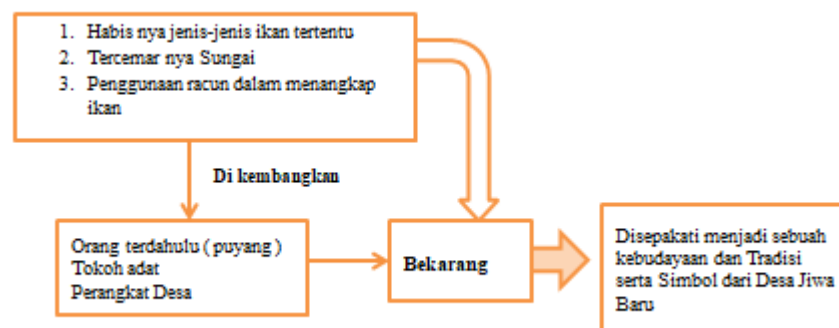 1. Habis nya jenis-jenis ikan tertentu
2. Tercemar nya Sungai
3. Penggunaan racun dalam menangkap
ikan
Di kembangkan
Orang terdahulu ( puyang )
Tokoh adat
Perangkat Desa
Bekarang
Disepakati menjadi sebuah
kebudayaan dan Tradisi
serta Simbol dari Desa Jiwa
Baru